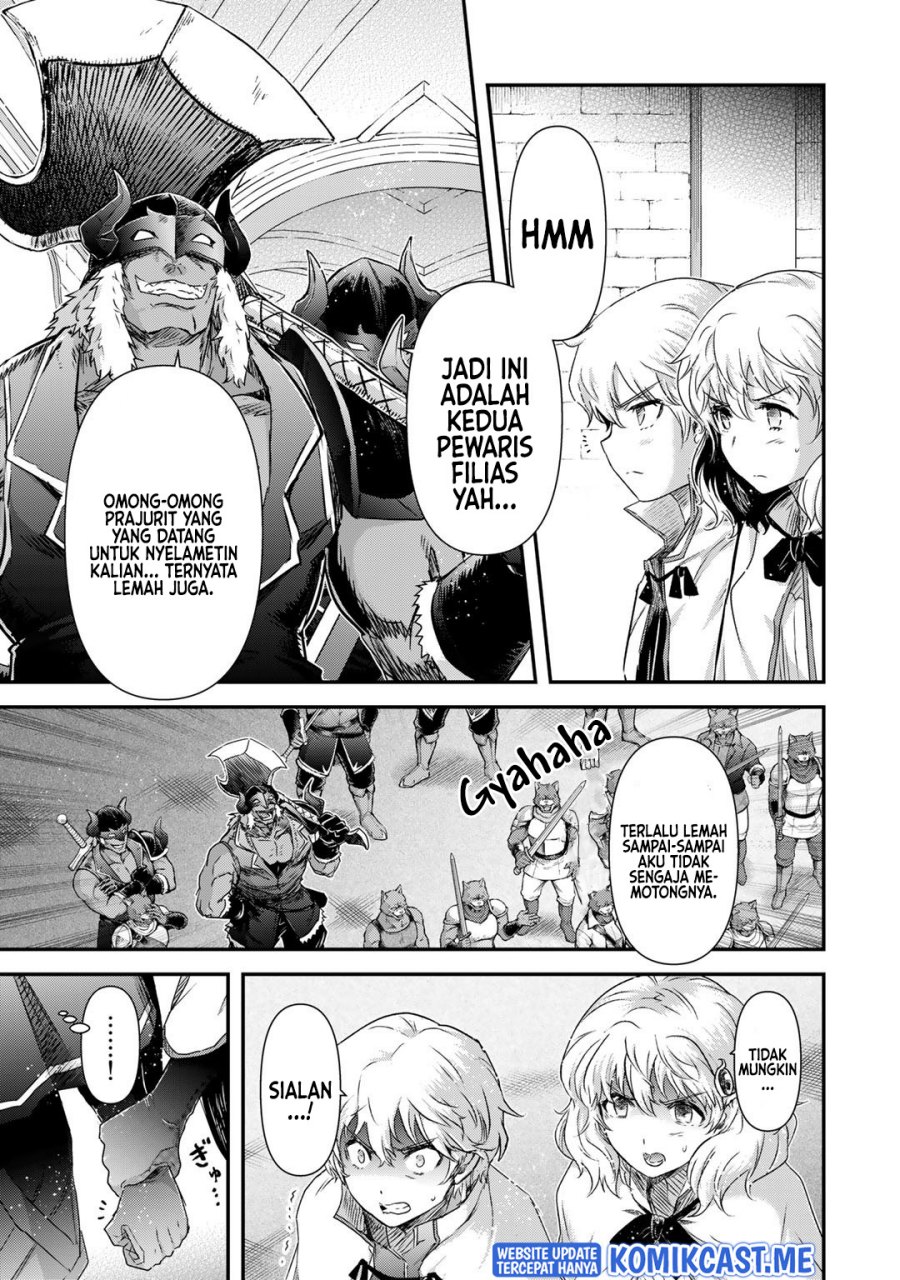 HMM
JADI INI
ADALAH
KEDUA
PEWARIS
FILIAS
YAH...
OMONG-OMONG
PRAJURIT YANG
YANG DATANG
UNTUK NYELAMETIN
KALIAN... TERNYATA
LEMAH JUGA.
TERLALU LEMAH
SAMPAI-SAMPAI
AKU TIDAK
SENGAJA ME-
MOTONGNYA.
Gyahaha
TIDAK
MUNGKIN
...
SIALAN
...!
......!
ぎゅ…
WEBSITE UPDATE
TERCEPAT HANYA
KOMIKCAST.ME